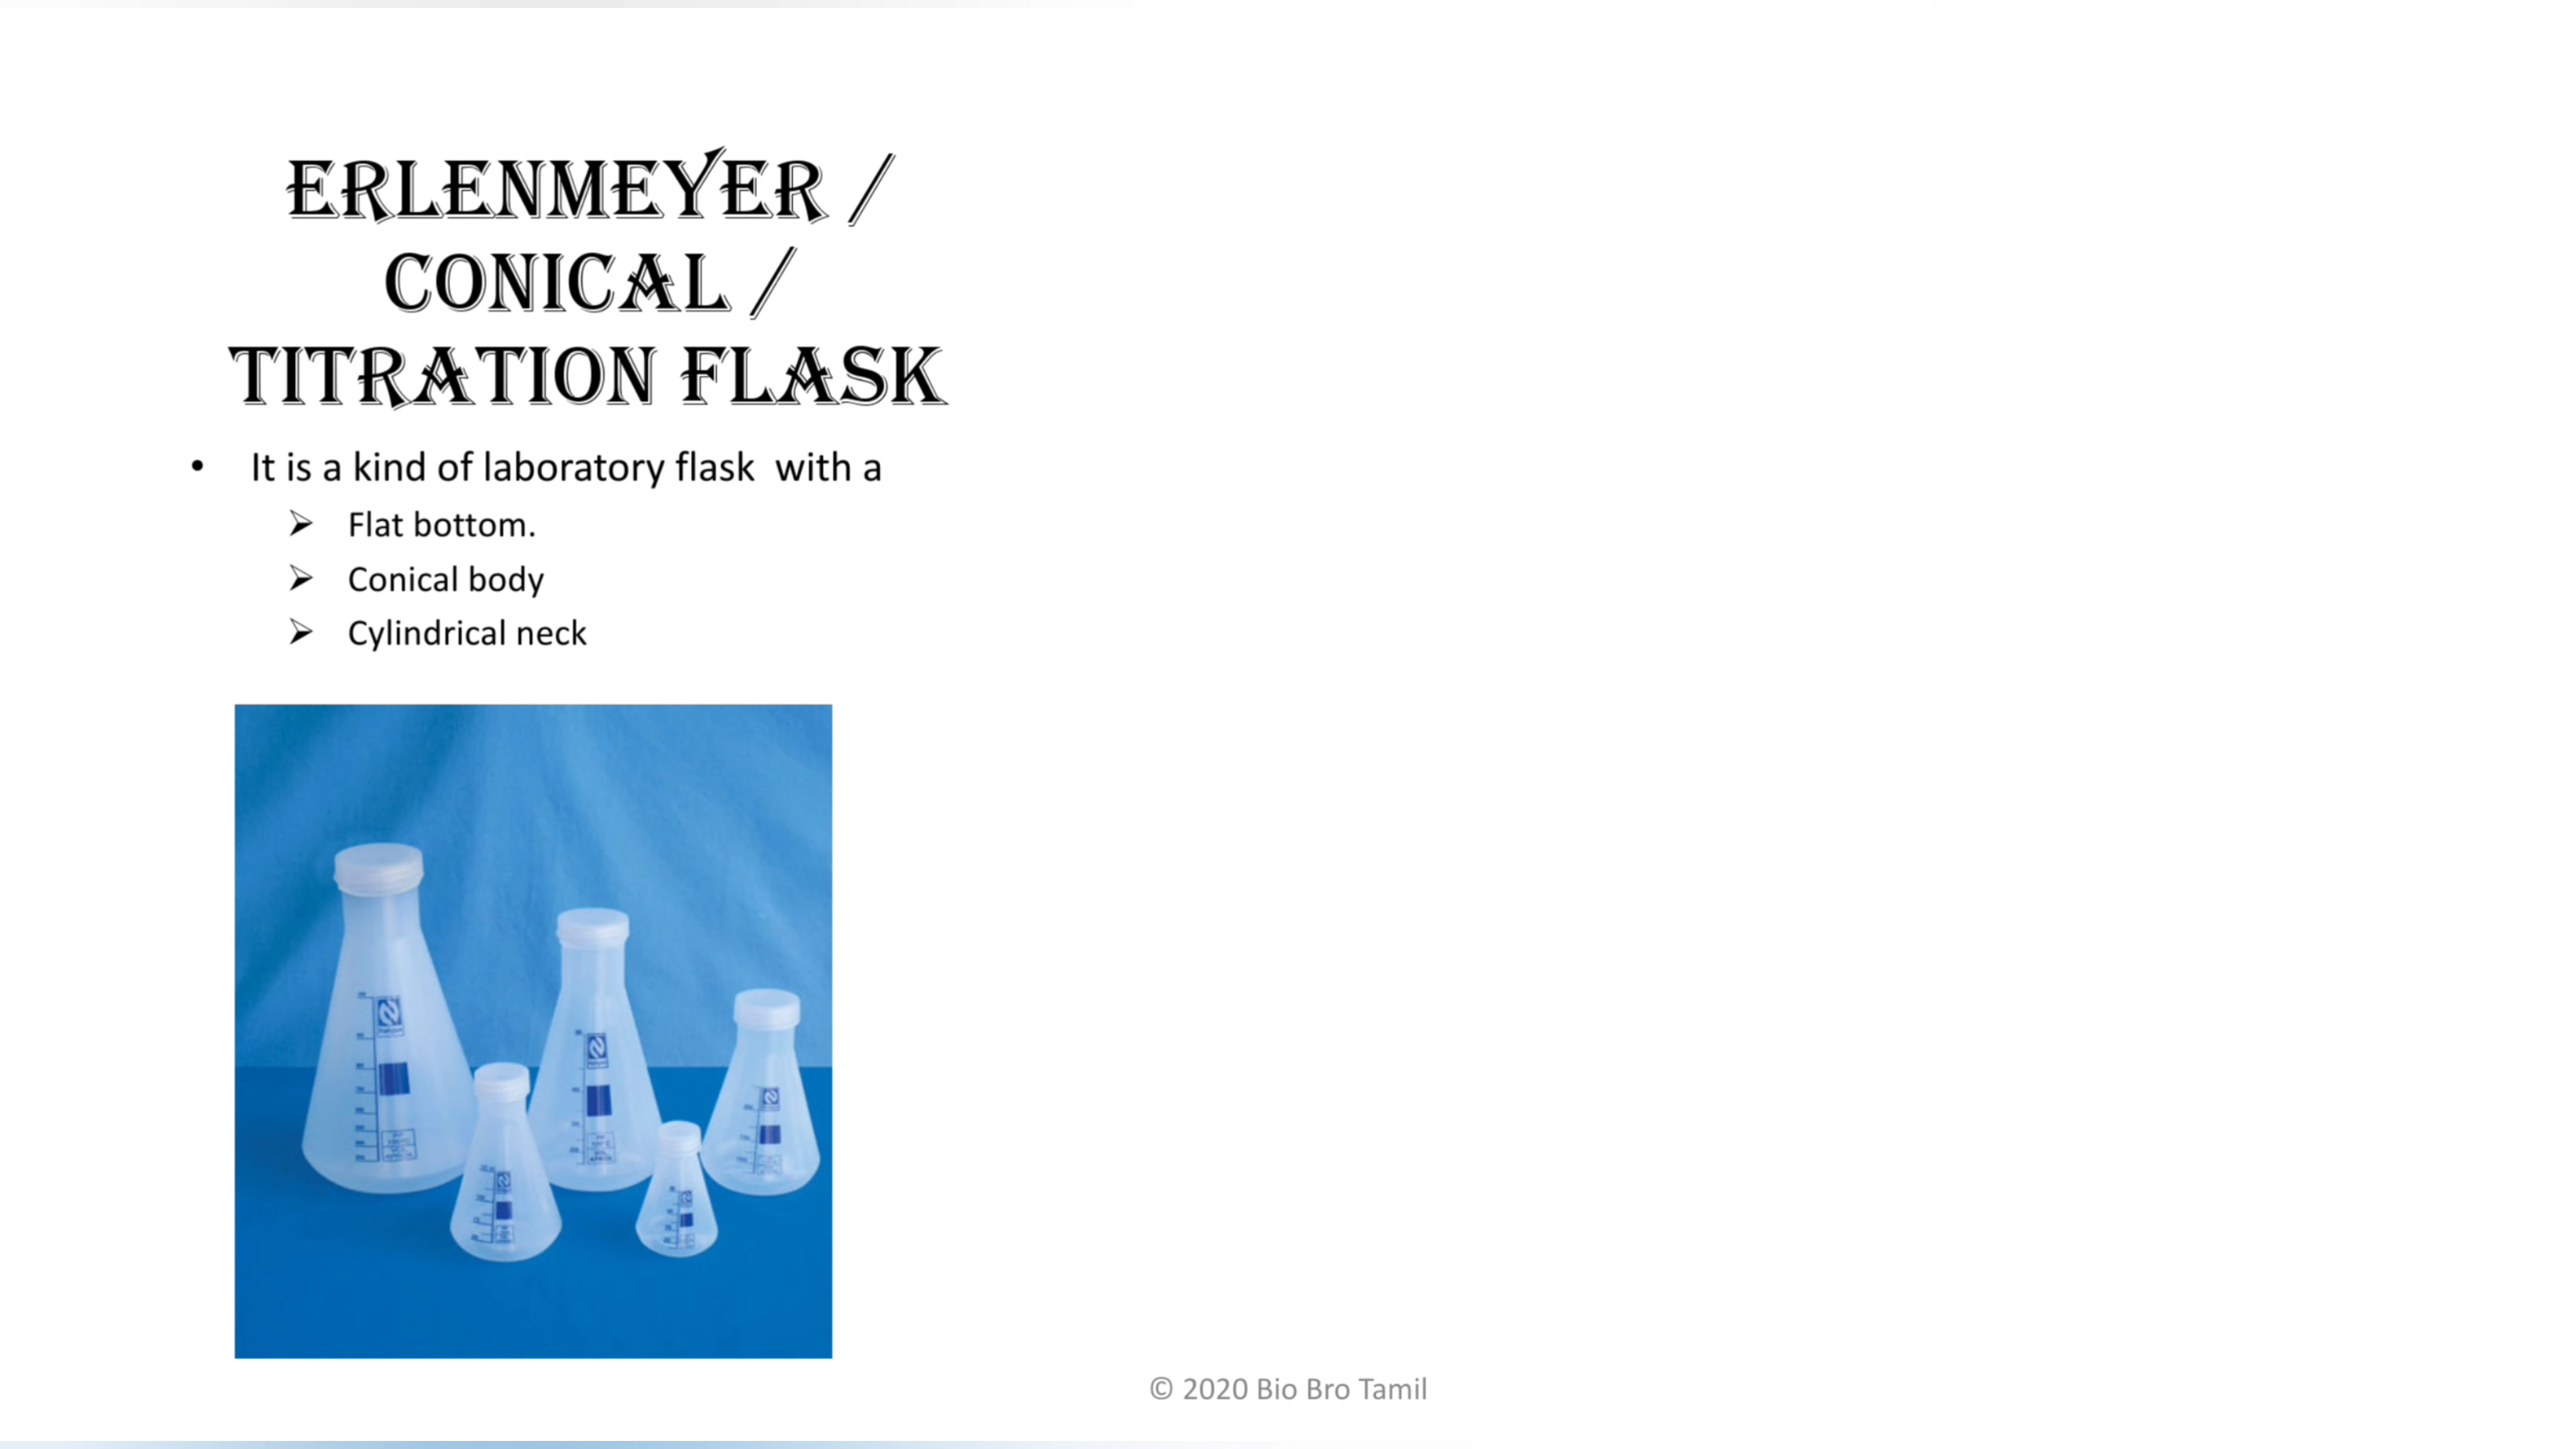 ERLENMEYER /
CONICAL /
TITRATION FLASK
• It is a kind of laboratory flask with a
➢ Flat bottom.
➢ Conical body
➢ Cylindrical neck
© 2020 Bio Bro Tamil